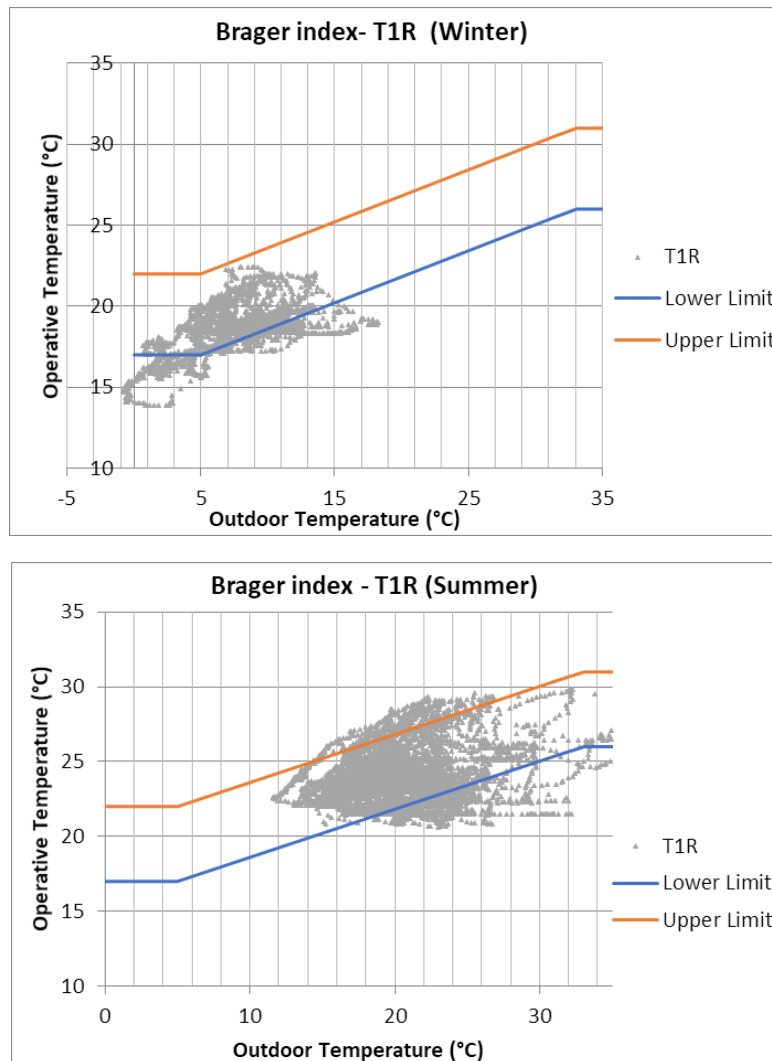 Brager index- T1R (Winter)
35
30
25
20
15
10
-5
5
15
25
35
Operative Temperature (°C)
Outdoor Temperature (°C)
T1R
Lower Limit
Upper Limit
Brager index - T1R (Summer)
35
30
25
20
15
10
0
10
20
30
Operative Temperature (°C)
Outdoor Temperature (°C)
T1R
Lower Limit
Upper Limit